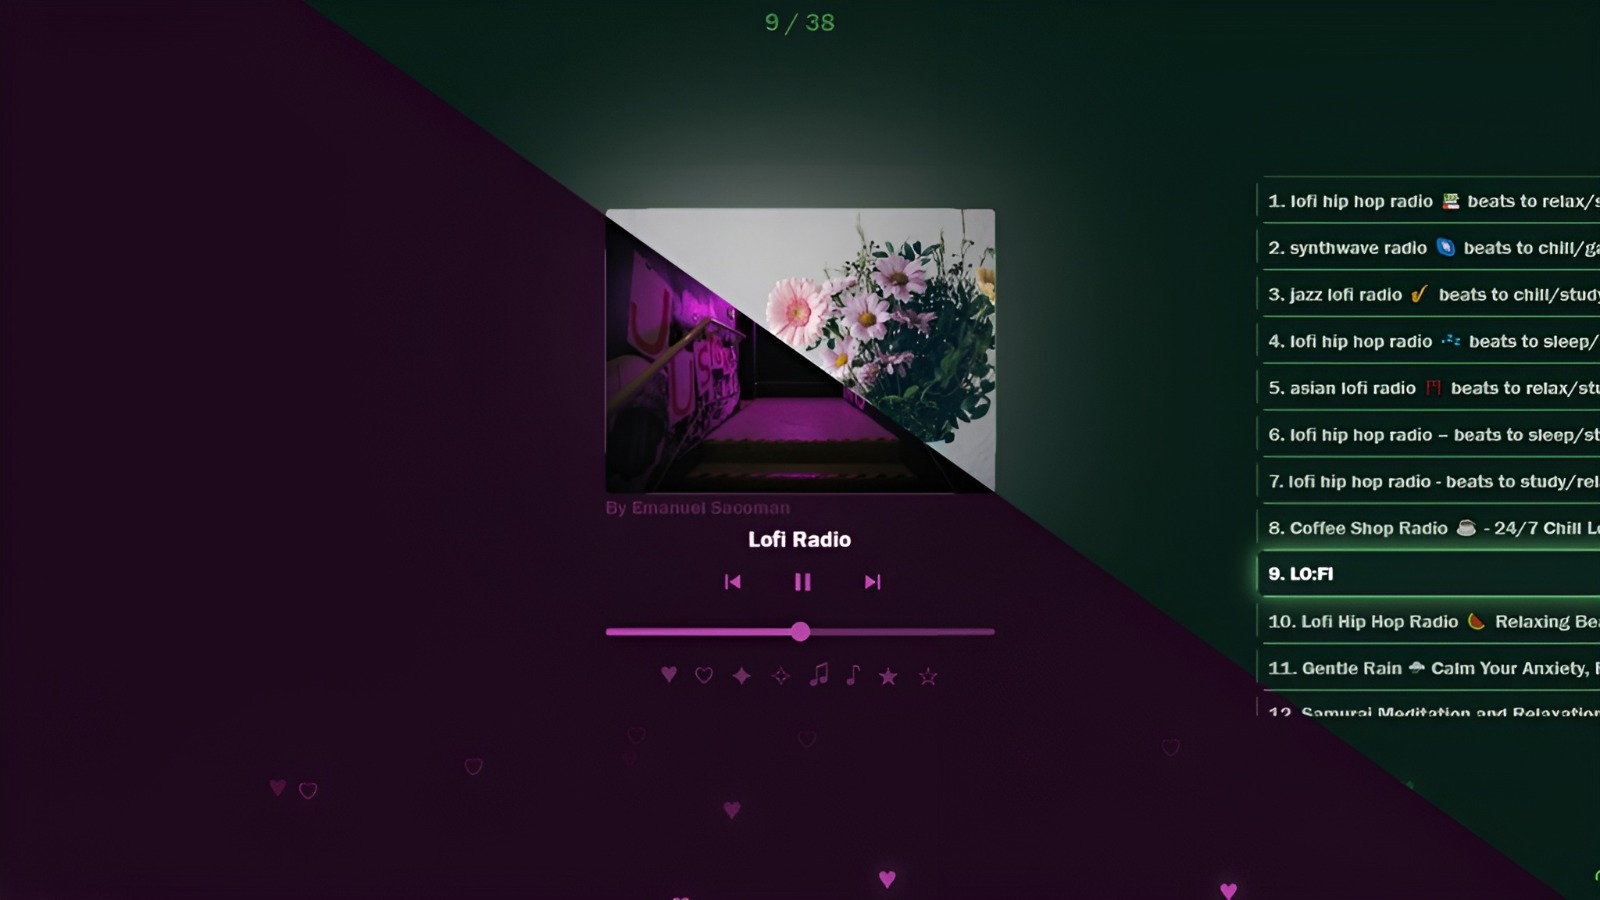 9 / 38
By Emanuel Sacoman
Lofi Radio
1. lofi hip hop radio 📚 beats to relax/s
2. synthwave radio 🌌 beats to chill/ga
3. jazz lofi radio 🎷 beats to chill/study
4. lofi hip hop radio 💤 beats to sleep/
5. asian lofi radio ⛩️ beats to relax/stu
6. lofi hip hop radio – beats to sleep/st
7. lofi hip hop radio - beats to study/rel
8. Coffee Shop Radio ☕ - 24/7 Chill Lo
9. LO:FI
10. Lofi Hip Hop Radio 🍉 Relaxing Bea
11. Gentle Rain 🌧️ Calm Your Anxiety,
12. Samurai Meditation and Relaxation